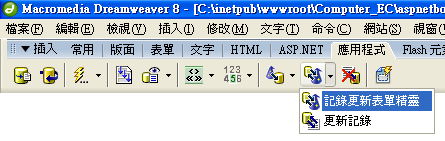 Macromedia Dreamweaver 8 - [C:\Inetpub\wwwroot\Computer_EC\aspnetbo
檔案(F) 編輯(E) 檢視(V) 插入(I) 修改(M) 文字(T) 命令(C) 網站(S) 視窗(
▼ 插入 常用 版面 表單 文字 HTML ASP.NET 應用程式 Flash 元
123
456
記錄更新表單精靈
更新記錄